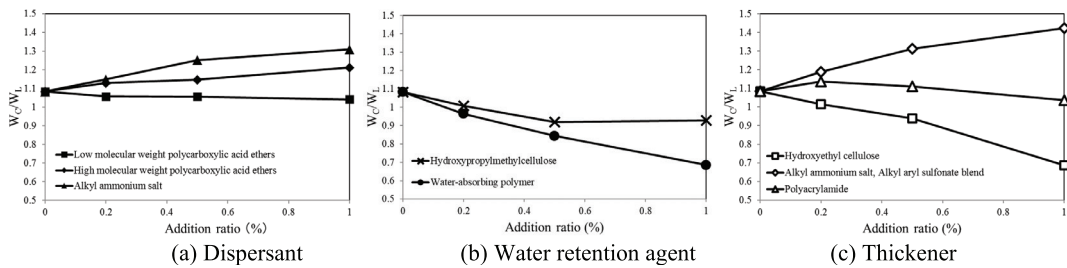 1.5
1.4
1.3
1.2
1.1
1
0.9
0.8
0.7
0.6
0.5
W_C/W_L
Low molecular weight polycarboxylic acid ethers
High molecular weight polycarboxylic acid ethers
Alkyl ammonium salt
0 0.2 0.4 0.6 0.8 1
Addition ratio (%)
(a) Dispersant
1.5
1.4
1.3
1.2
1.1
1
0.9
0.8
0.7
0.6
0.5
W_C/W_L
Hydroxypropylmethylcellulose
Water-absorbing polymer
0 0.2 0.4 0.6 0.8 1
Addition ratio (%)
(b) Water retention agent
1.5
1.4
1.3
1.2
1.1
1
0.9
0.8
0.7
0.6
0.5
W_C/W_L
Hydroxyethyl cellulose
Alkyl ammonium salt, Alkyl aryl sulfonate blend
Polyacrylamide
0 0.2 0.4 0.6 0.8 1
Addition ratio (%)
(c) Thickener